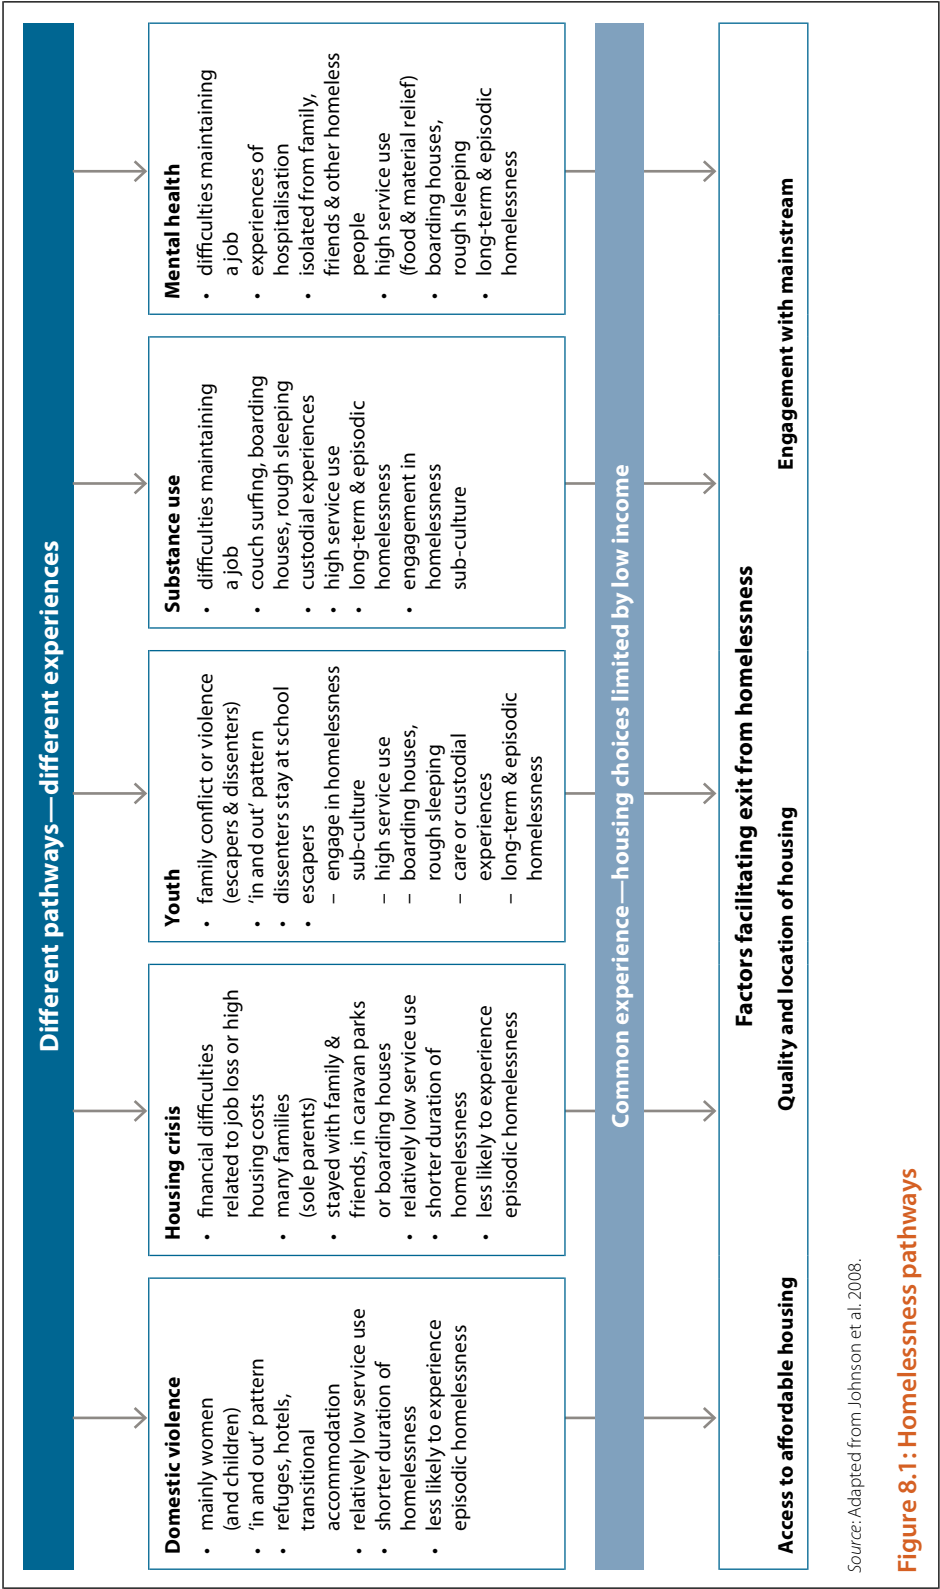 Different pathways—different experiences
Domestic violence
• mainly women
(and children)
• ‘in and out’ pattern
• refuges, hotels,
transitional
accommodation
• relatively low service use
• shorter duration of
homelessness
• less likely to experience
episodic homelessness
Housing crisis
• financial difficulties
related to job loss or high
housing costs
• many families
(sole parents)
• stayed with family &
friends, in caravan parks
or boarding houses
• relatively low service use
• shorter duration of
homelessness
• less likely to experience
episodic homelessness
Youth
• family conflict or violence
(escapers & dissenters)
• ‘in and out’ pattern
• dissenters stay at school
• escapers
– engage in homelessness
sub-culture
– high service use
– boarding houses,
rough sleeping
– care or custodial
experiences
– long-term & episodic
homelessness
Substance use
• difficulties maintaining
a job
• couch surfing, boarding
houses, rough sleeping
• custodial experiences
• high service use
• long-term & episodic
homelessness
• engagement in
homelessness
sub-culture
Mental health
• difficulties maintaining
a job
• experiences of
hospitalisation
• isolated from family,
friends & other homeless
people
• high service use
(food & material relief)
• boarding houses,
rough sleeping
• long-term & episodic
homelessness
Common experience—housing choices limited by low income
Factors facilitating exit from homelessness
Access to affordable housing
Quality and location of housing
Engagement with mainstream
Source: Adapted from Johnson et al. 2008.
Figure 8.1: Homelessness pathways